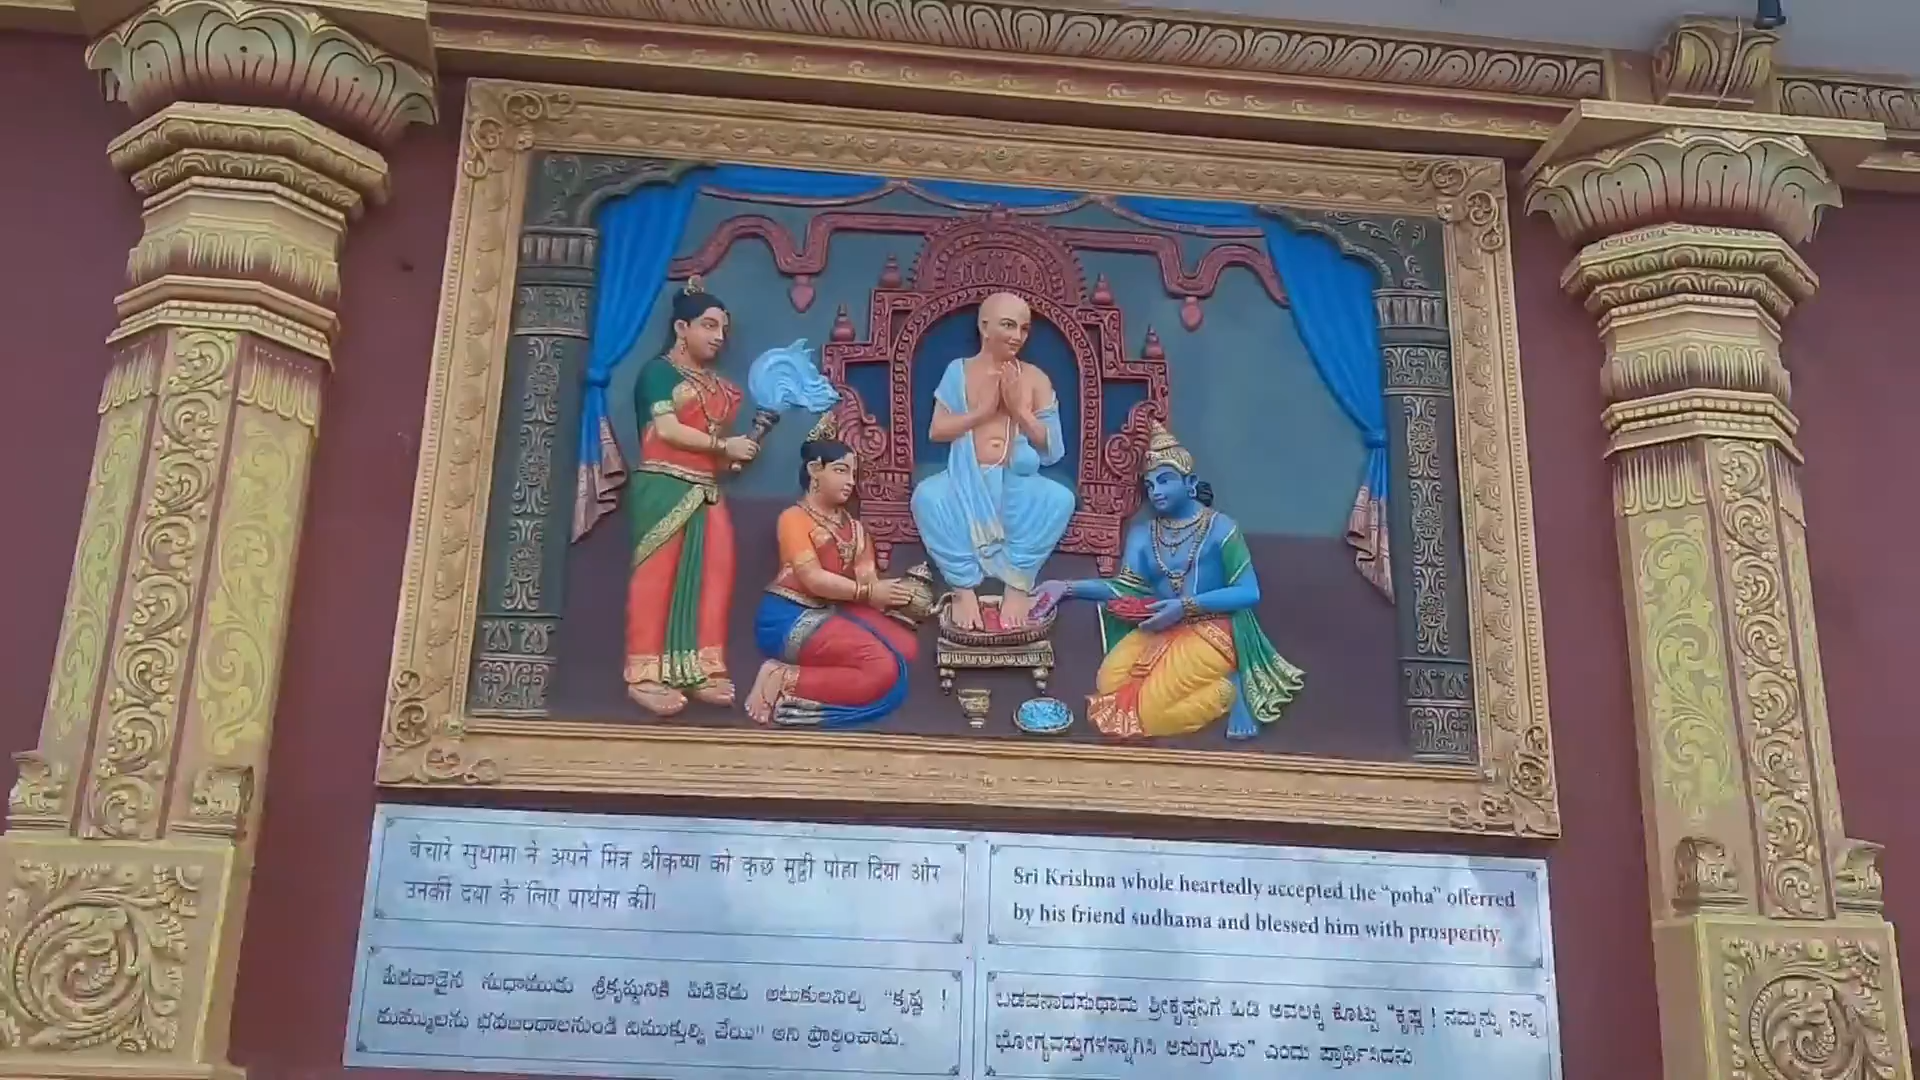 बेचारे सुधामा ने अपने मित्र श्रीकृष्ण को कुछ मुट्ठी पोहा दिया और
उनकी दया के लिए प्रार्थना की।
Sri Krishna whole heartedly accepted the “poha” offerred
by his friend sudhama and blessed him with prosperity.
పేదవాడైన సుధాముడు శ్రీకృష్ణునికి పిడికెడు అటుకులనిచ్చి “కృష్ణ !
మమ్ములను భవబంధాలనుండి విముక్తుల్ని చేయి” అని ప్రార్థించాడు.
ಬಡವನಾದಸುಧಾಮ ಶ್ರೀಕೃಷ್ಣನಿಗೆ ಹಿಡಿ ಅವಲಕ್ಕಿ ಕೊಟ್ಟು “ಕೃಷ್ಣ ! ನಮ್ಮನ್ನು ನಿನ್ನ
ಭೋಗ್ಯವಸ್ತುಗಳನ್ನಾಗಿಸಿ ಅನುಗ್ರಹಿಸು” ಎಂದು ಪ್ರಾರ್ಥಿಸಿದನು.